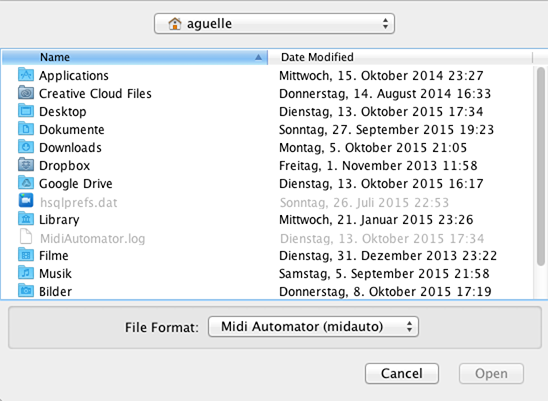 aguelle
Name Date Modified
Applications Mittwoch, 15. Oktober 2014 23:27
Creative Cloud Files Donnerstag, 14. August 2014 16:33
Desktop Dienstag, 13. Oktober 2015 17:34
Dokumente Sonntag, 27. September 2015 19:23
Downloads Montag, 5. Oktober 2015 21:05
Dropbox Freitag, 1. November 2013 11:58
Google Drive Dienstag, 13. Oktober 2015 16:17
hsqlprefs.dat Sonntag, 26. Juli 2015 22:53
Library Mittwoch, 21. Januar 2015 23:26
MidiAutomator.log Dienstag, 13. Oktober 2015 17:34
Filme Dienstag, 31. Dezember 2013 23:22
Musik Samstag, 5. September 2015 21:58
Bilder Donnerstag, 8. Oktober 2015 17:19
File Format: Midi Automator (midauto)
Cancel Open